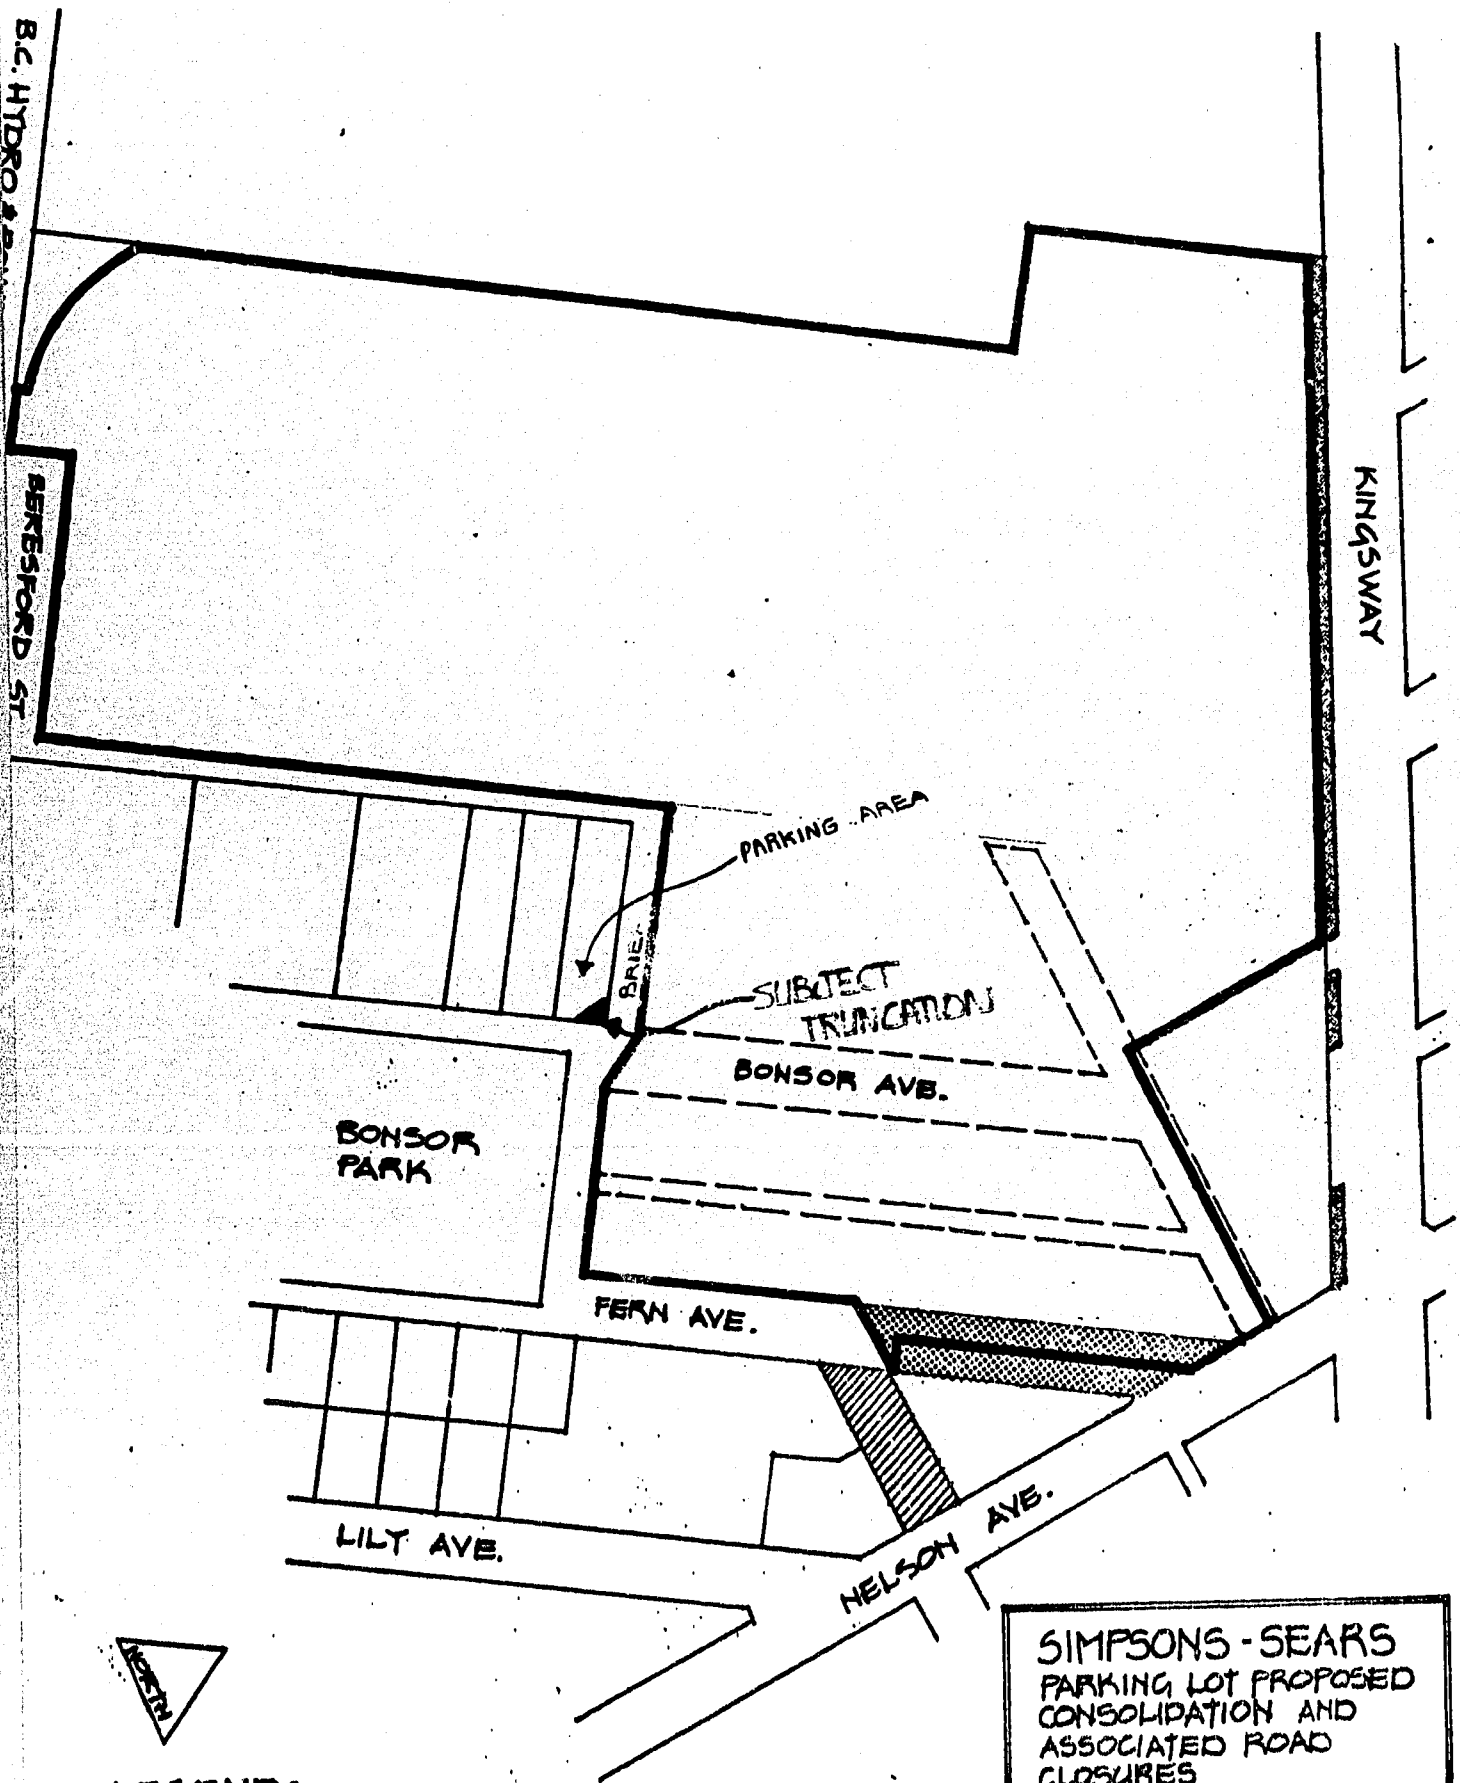 B.C. HYDRO &
KINGSWAY
BERESFORD ST.
PARKING AREA
BRIE
SUBJECT
TRUNCATION
BONSOR AVE.
BONSOR
PARK
FERN AVE.
LILY AVE.
NELSON AVE.
NORTH
SIMPSONS - SEARS
PARKING LOT PROPOSED
CONSOLIDATION AND
ASSOCIATED ROAD
CLOSURES